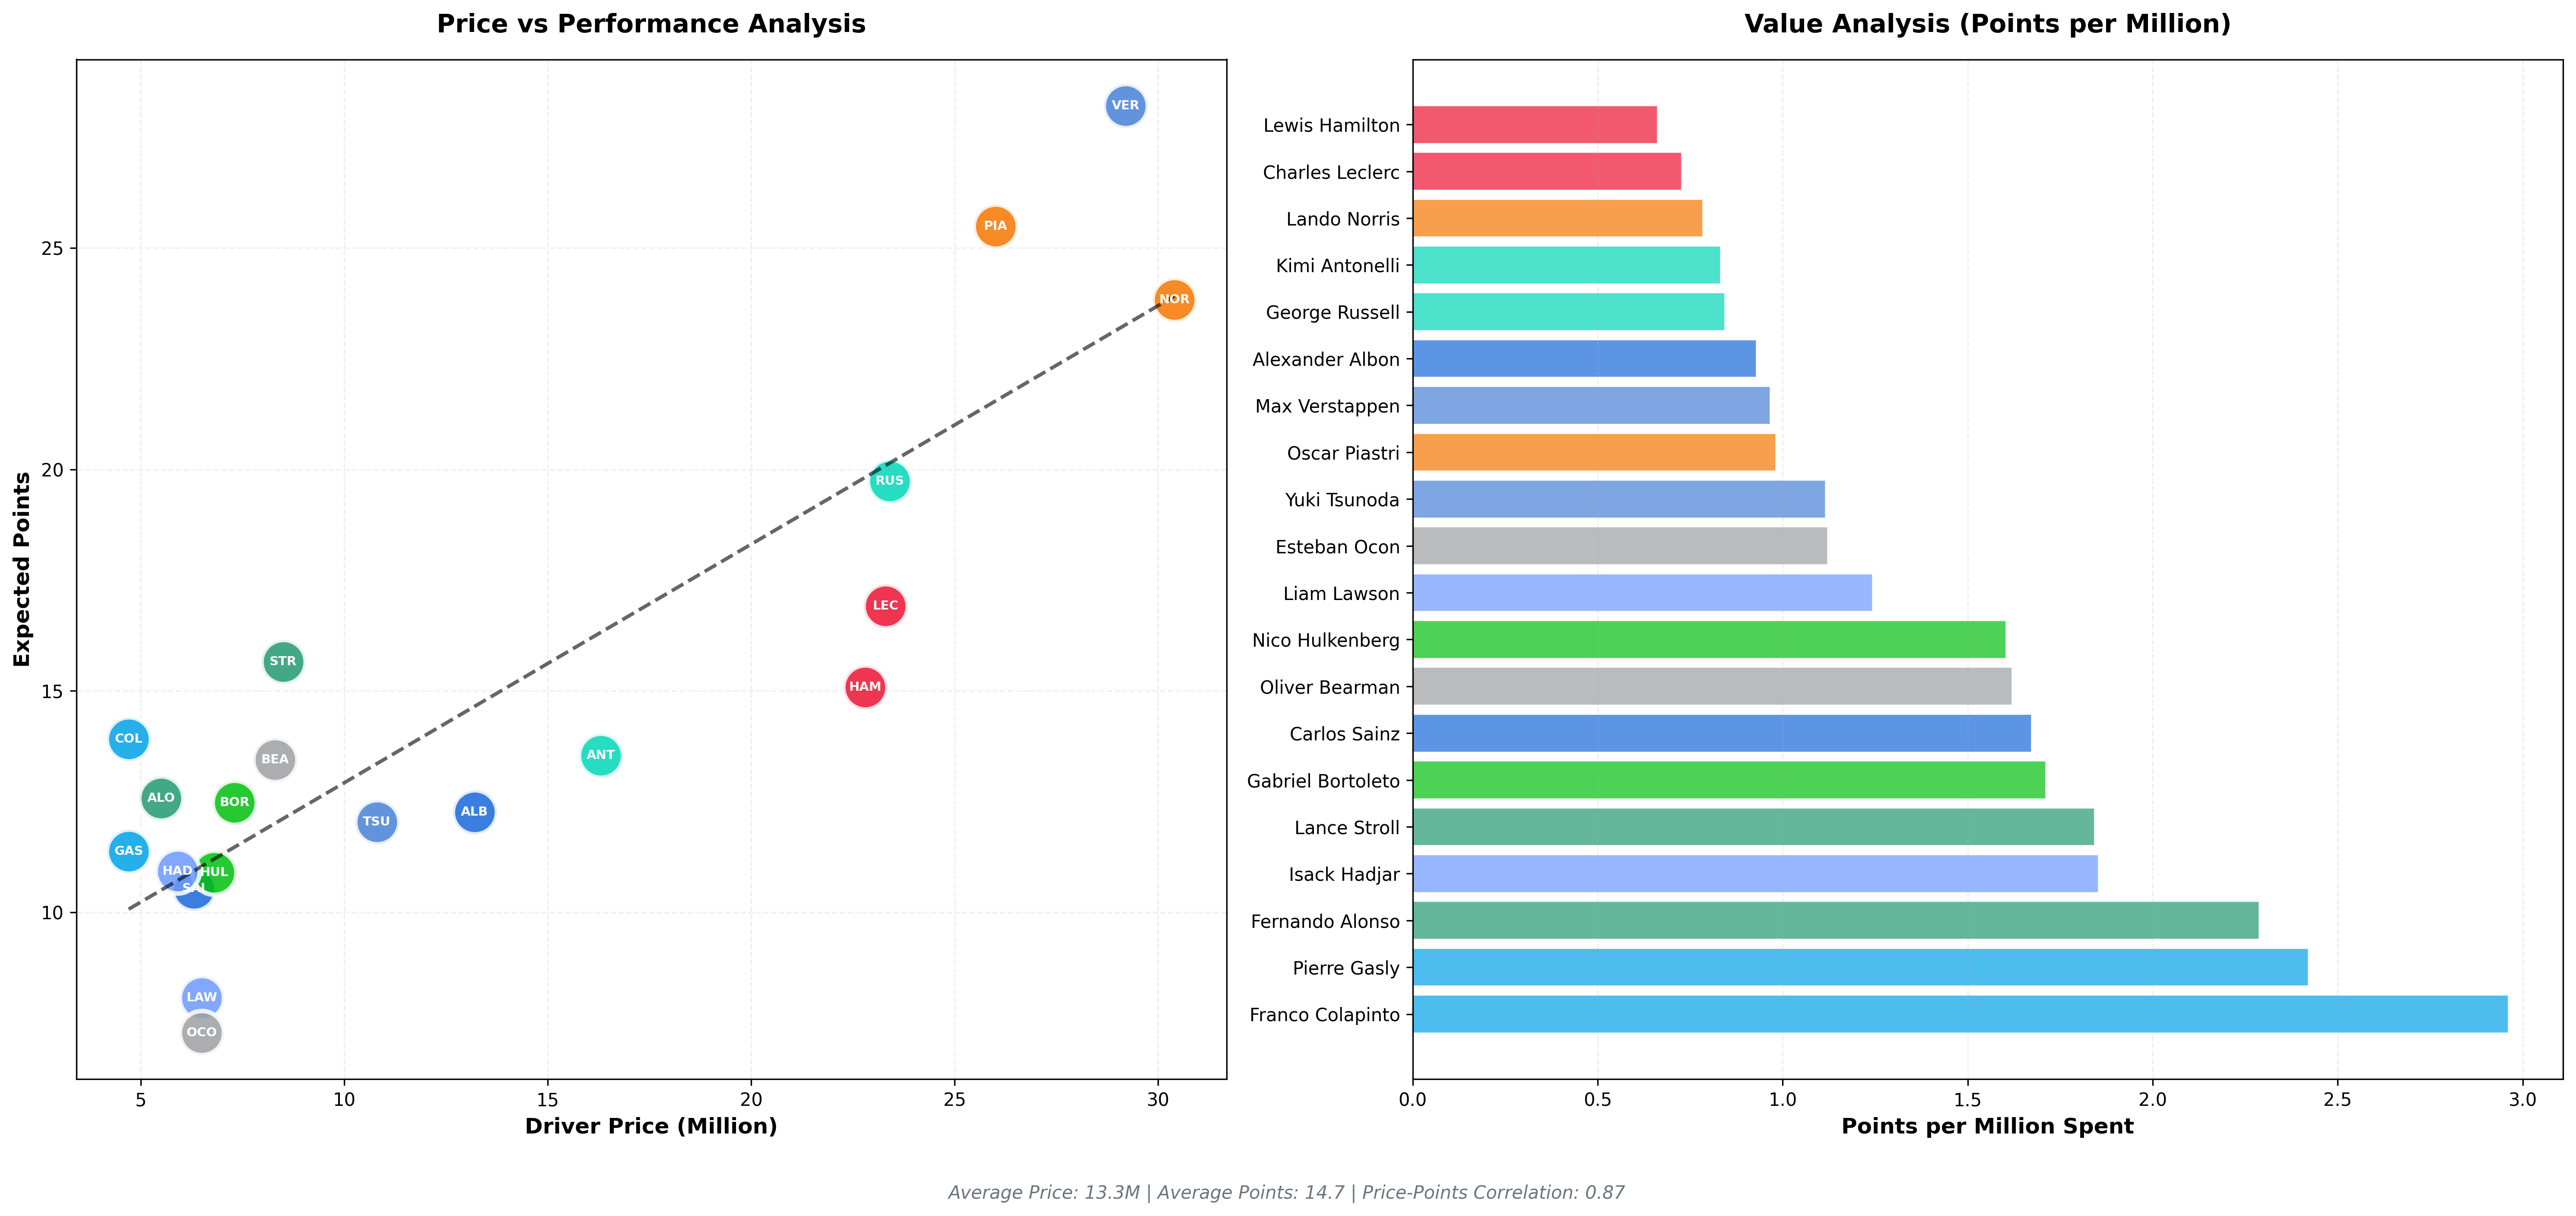 Price vs Performance Analysis
Expected Points
25
20
15
10
VER
PIA
NOR
RUS
LEC
STR
HAM
COL
BEA
ANT
ALO
BOR
TSU
ALB
GAS
HAD
HUL
SAI
LAW
OCO
5
10
15
20
25
30
Driver Price (Million)
Value Analysis (Points per Million)
Lewis Hamilton
Charles Leclerc
Lando Norris
Kimi Antonelli
George Russell
Alexander Albon
Max Verstappen
Oscar Piastri
Yuki Tsunoda
Esteban Ocon
Liam Lawson
Nico Hulkenberg
Oliver Bearman
Carlos Sainz
Gabriel Bortoleto
Lance Stroll
Isack Hadjar
Fernando Alonso
Pierre Gasly
Franco Colapinto
0.0
0.5
1.0
1.5
2.0
2.5
3.0
Points per Million Spent
Average Price: 13.3M | Average Points: 14.7 | Price-Points Correlation: 0.87